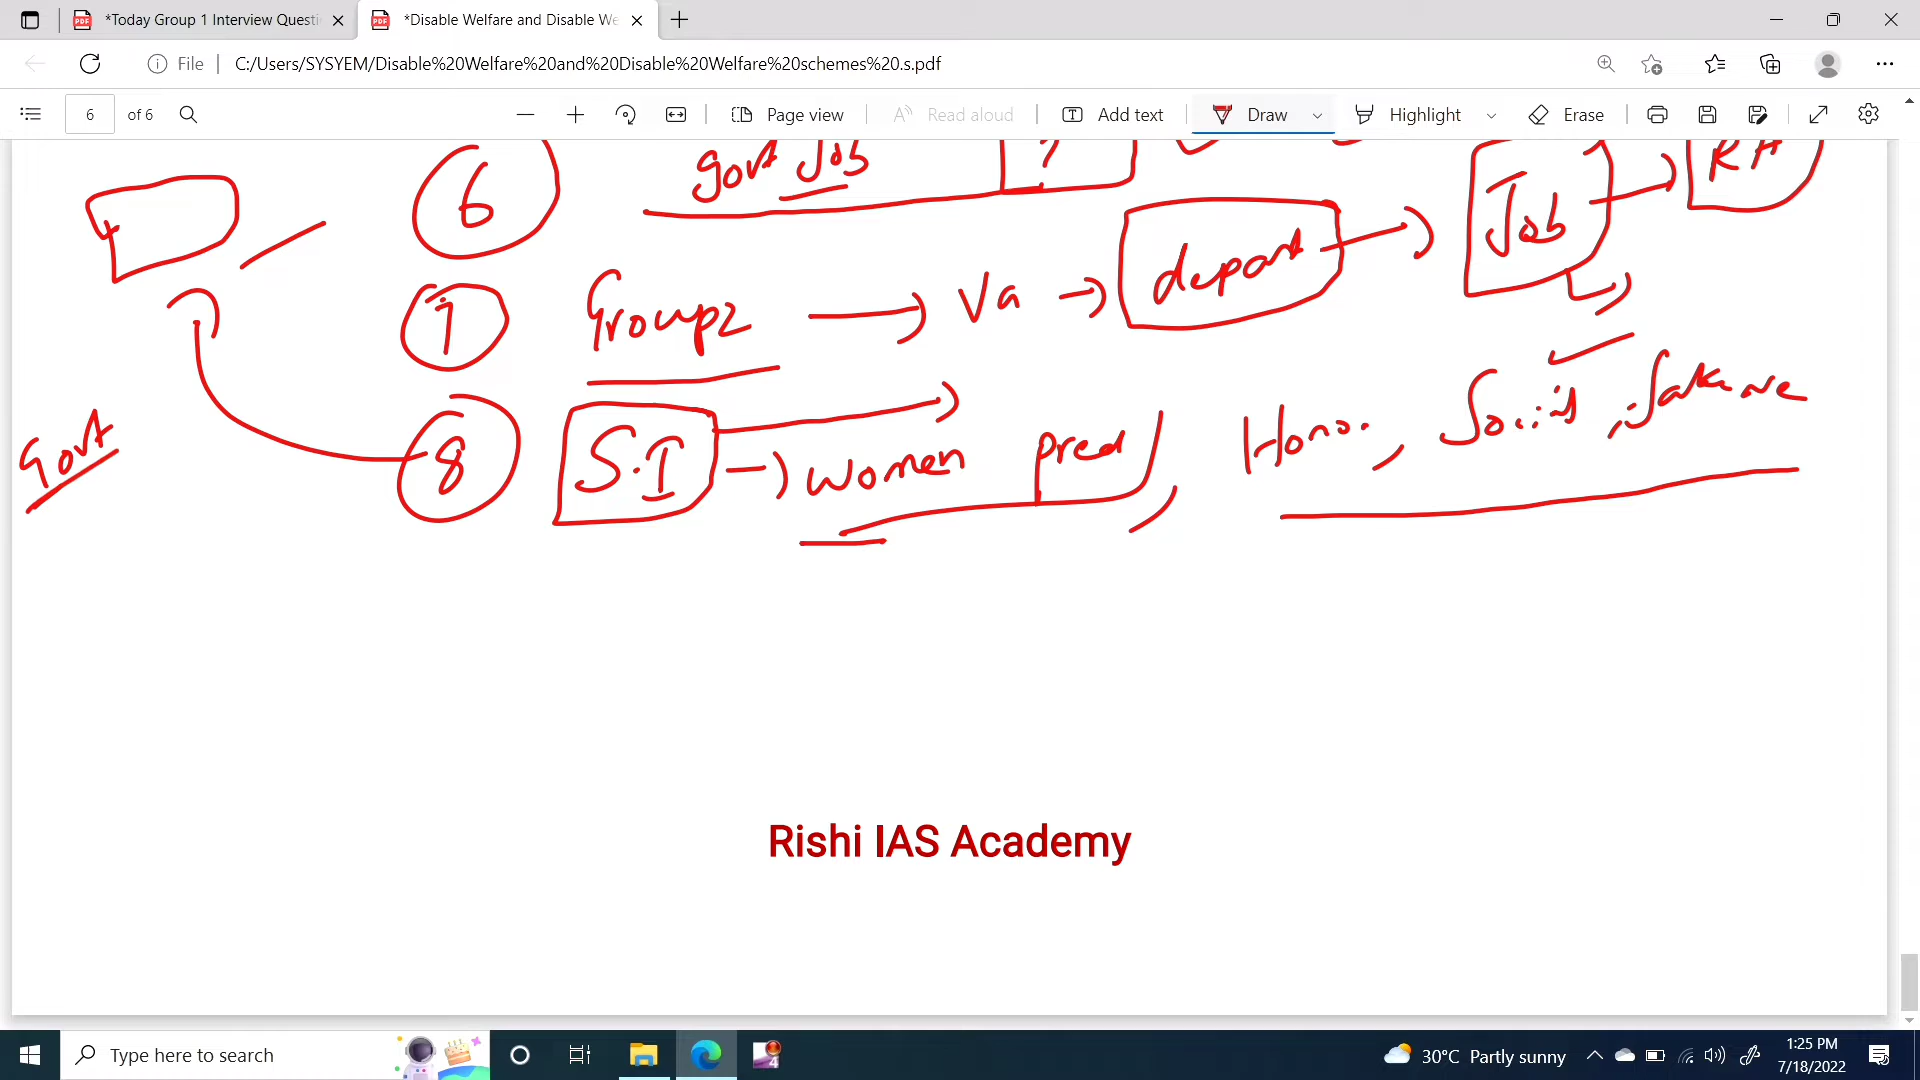 *Today Group 1 Interview Questi
*Disable Welfare and Disable We
File
C:/Users/SYSYEM/Disable%20Welfare%20and%20Disable%20Welfare%20schemes%20.s.pdf
6 of 6
Page view
Read aloud
Add text
Draw
Highlight
Erase
6 govt Job ?
Job → RH
7 Group2 → Va → depart
Govt
8 S.I → women pred,
Rishi IAS Academy
Type here to search
30°C Partly sunny
1:25 PM
7/18/2022